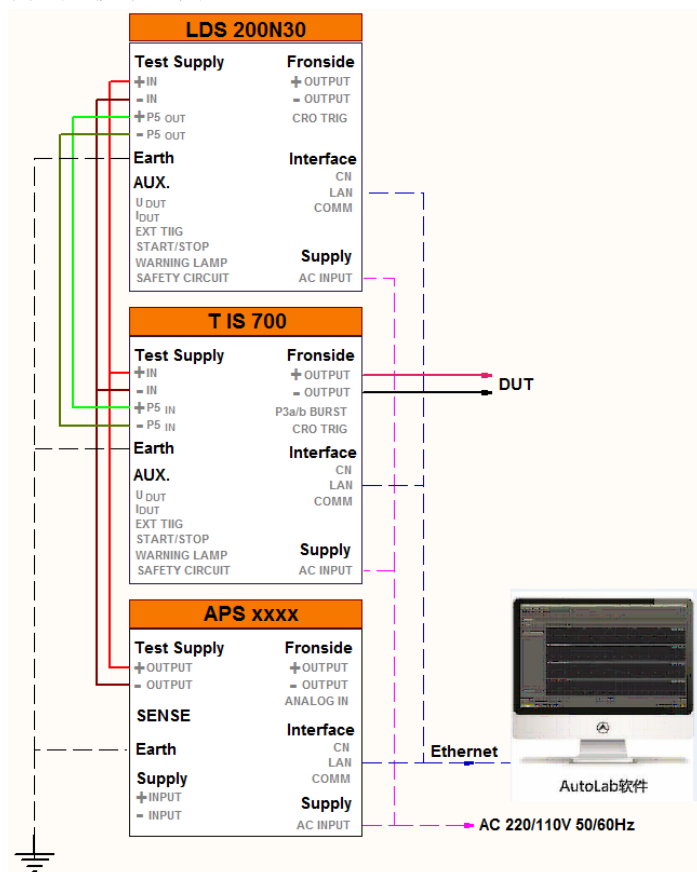 LDS 200N30
Test Supply
Fronside
+IN
+ OUTPUT
- IN
- OUTPUT
+P5 OUT
CRO TRIG
- P5 OUT
Earth
Interface
CN
AUX.
LAN
U DUT
COMM
IDUT
EXT TIIG
START/STOP
Supply
WARNING LAMP
SAFETY CIRCUIT
AC INPUT
T IS 700
Test Supply
Fronside
+IN
+ OUTPUT
- IN
- OUTPUT
DUT
+P5 IN
P3a/b BURST
- P5 IN
CRO TRIG
Earth
Interface
CN
AUX.
LAN
U DUT
COMM
IDUT
EXT TIIG
START/STOP
Supply
WARNING LAMP
SAFETY CIRCUIT
AC INPUT
APS xxxx
Test Supply
Fronside
+OUTPUT
+OUTPUT
- OUTPUT
- OUTPUT
ANALOG IN
SENSE
Interface
Earth
CN
LAN
Ethernet
Supply
COMM
+INPUT
Supply
- INPUT
AC INPUT
AutoLab软件
AC 220/110V 50/60Hz